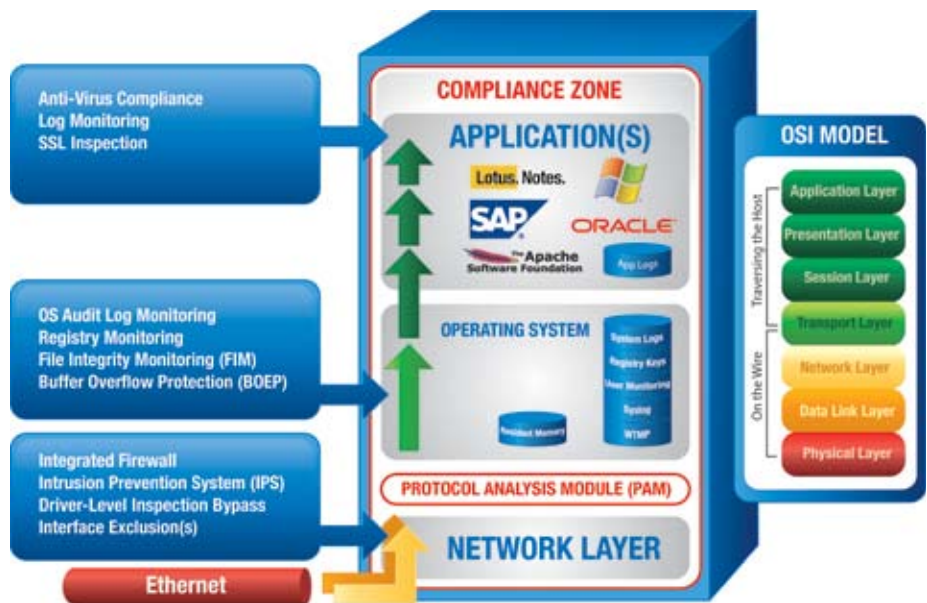 Anti-Virus Compliance
Log Monitoring
SSL Inspection
OS Audit Log Monitoring
Registry Monitoring
File Integrity Monitoring (FIM)
Buffer Overflow Protection (BOEP)
Integrated Firewall
Intrusion Prevention System (IPS)
Driver-Level Inspection Bypass
Interface Exclusion(s)
Ethernet
COMPLIANCE ZONE
APPLICATION(S)
Lotus. Notes.
SAP
ORACLE
The Apache
Software Foundation
App Logs
OPERATING SYSTEM
System Logs
Registry Keys
User Monitoring
Syslog
WTMP
Resident Memory
PROTOCOL ANALYSIS MODULE (PAM)
NETWORK LAYER
OSI MODEL
Traversing the Host
On the Wire
Application Layer
Presentation Layer
Session Layer
Transport Layer
Network Layer
Data Link Layer
Physical Layer